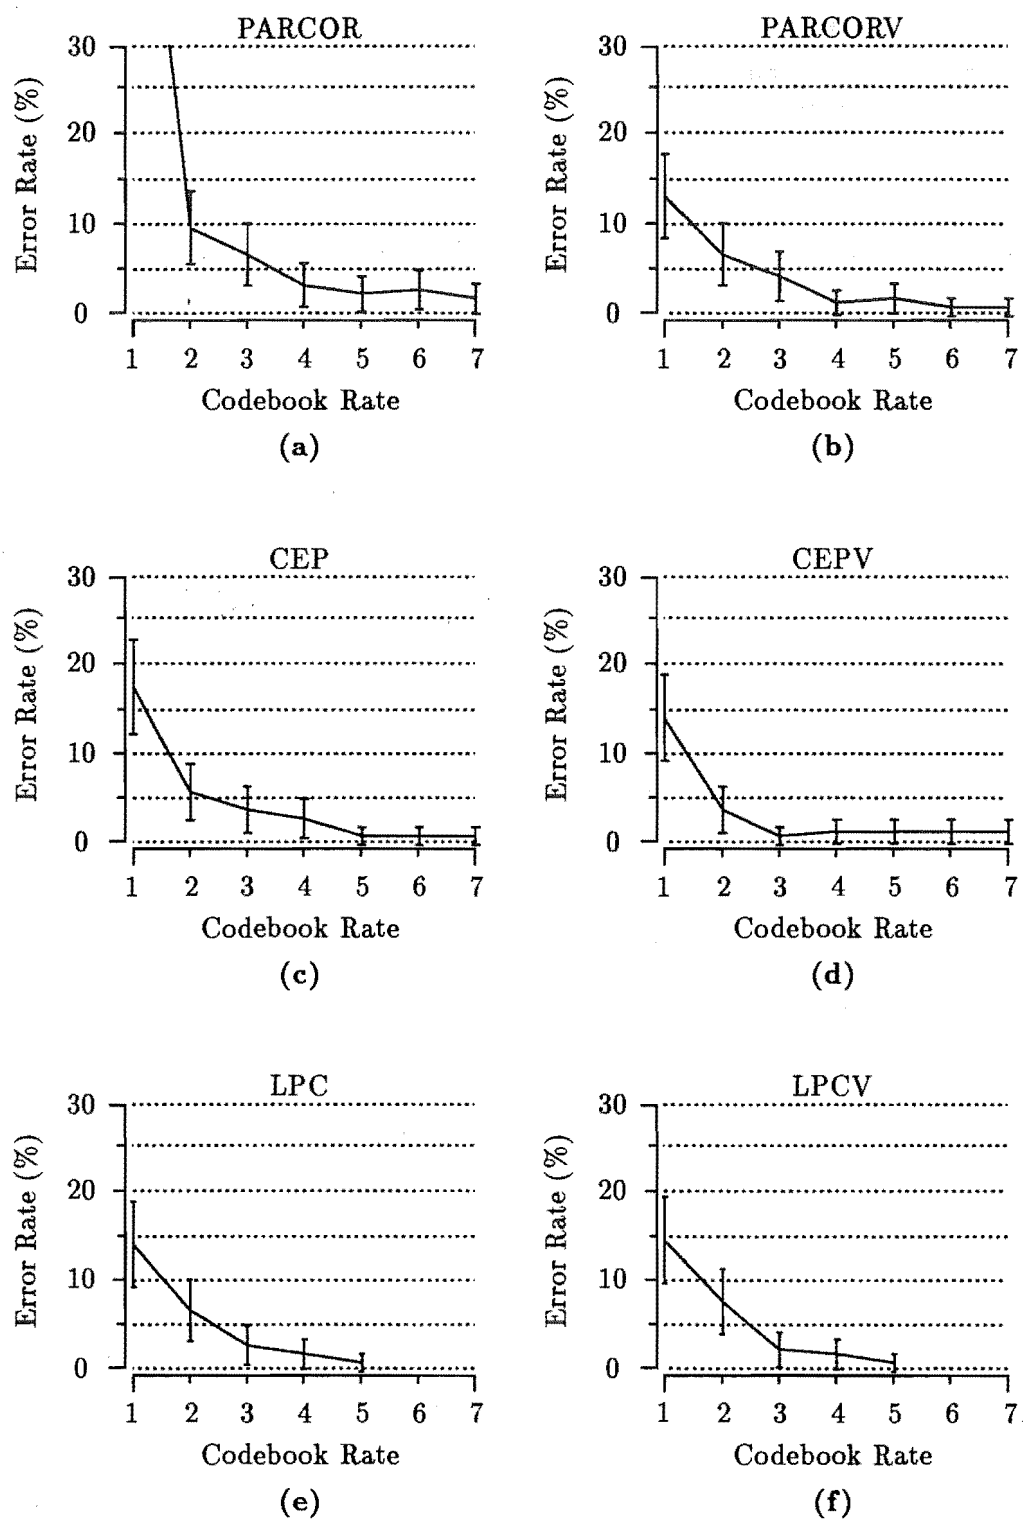 PARCOR
30
20
10
0
Error Rate (%)
1 2 3 4 5 6 7
Codebook Rate
(a)
PARCORV
30
20
10
0
Error Rate (%)
1 2 3 4 5 6 7
Codebook Rate
(b)
CEP
30
20
10
0
Error Rate (%)
1 2 3 4 5 6 7
Codebook Rate
(c)
CEPV
30
20
10
0
Error Rate (%)
1 2 3 4 5 6 7
Codebook Rate
(d)
LPC
30
20
10
0
Error Rate (%)
1 2 3 4 5 6 7
Codebook Rate
(e)
LPCV
30
20
10
0
Error Rate (%)
1 2 3 4 5 6 7
Codebook Rate
(f)